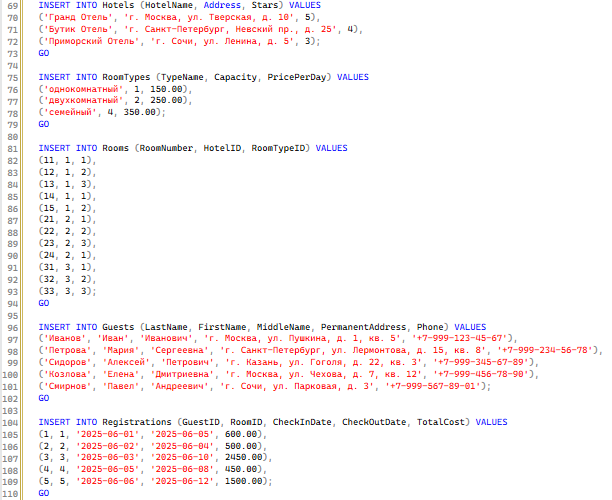 69 INSERT INTO Hotels (HotelName, Address, Stars) VALUES
70 ('Гранд Отель', 'г. Москва, ул. Тверская, д. 10', 5),
71 ('Бутик Отель', 'г. Санкт-Петербург, Невский пр., д. 25', 4),
72 ('Приморский Отель', 'г. Сочи, ул. Ленина, д. 5', 3);
73 GO
74
75 INSERT INTO RoomTypes (TypeName, Capacity, PricePerDay) VALUES
76 ('однокомнатный', 1, 150.00),
77 ('двухкомнатный', 2, 250.00),
78 ('семейный', 4, 350.00);
79 GO
80
81 INSERT INTO Rooms (RoomNumber, HotelID, RoomTypeID) VALUES
82 (11, 1, 1),
83 (12, 1, 2),
84 (13, 1, 3),
85 (14, 1, 1),
86 (15, 1, 2),
87 (21, 2, 1),
88 (22, 2, 2),
89 (23, 2, 3),
90 (24, 2, 1),
91 (31, 3, 1),
92 (32, 3, 2),
93 (33, 3, 3);
94 GO
95
96 INSERT INTO Guests (LastName, FirstName, MiddleName, PermanentAddress, Phone) VALUES
97 ('Иванов', 'Иван', 'Иванович', 'г. Москва, ул. Пушкина, д. 1, кв. 5', '+7-999-123-45-67'),
98 ('Петрова', 'Мария', 'Сергеевна', 'г. Санкт-Петербург, ул. Лермонтова, д. 15, кв. 8', '+7-999-234-56-78'),
99 ('Сидоров', 'Алексей', 'Петрович', 'г. Казань, ул. Гоголя, д. 22, кв. 3', '+7-999-345-67-89'),
100 ('Козлова', 'Елена', 'Дмитриевна', 'г. Москва, ул. Чехова, д. 7, кв. 12', '+7-999-456-78-90'),
101 ('Смирнов', 'Павел', 'Андреевич', 'г. Сочи, ул. Парковая, д. 3', '+7-999-567-89-01');
102 GO
103
104 INSERT INTO Registrations (GuestID, RoomID, CheckInDate, CheckOutDate, TotalCost) VALUES
105 (1, 1, '2025-06-01', '2025-06-05', 600.00),
106 (2, 2, '2025-06-02', '2025-06-04', 500.00),
107 (3, 3, '2025-06-03', '2025-06-10', 2450.00),
108 (4, 4, '2025-06-05', '2025-06-08', 450.00),
109 (5, 5, '2025-06-06', '2025-06-12', 1500.00);
110 GO